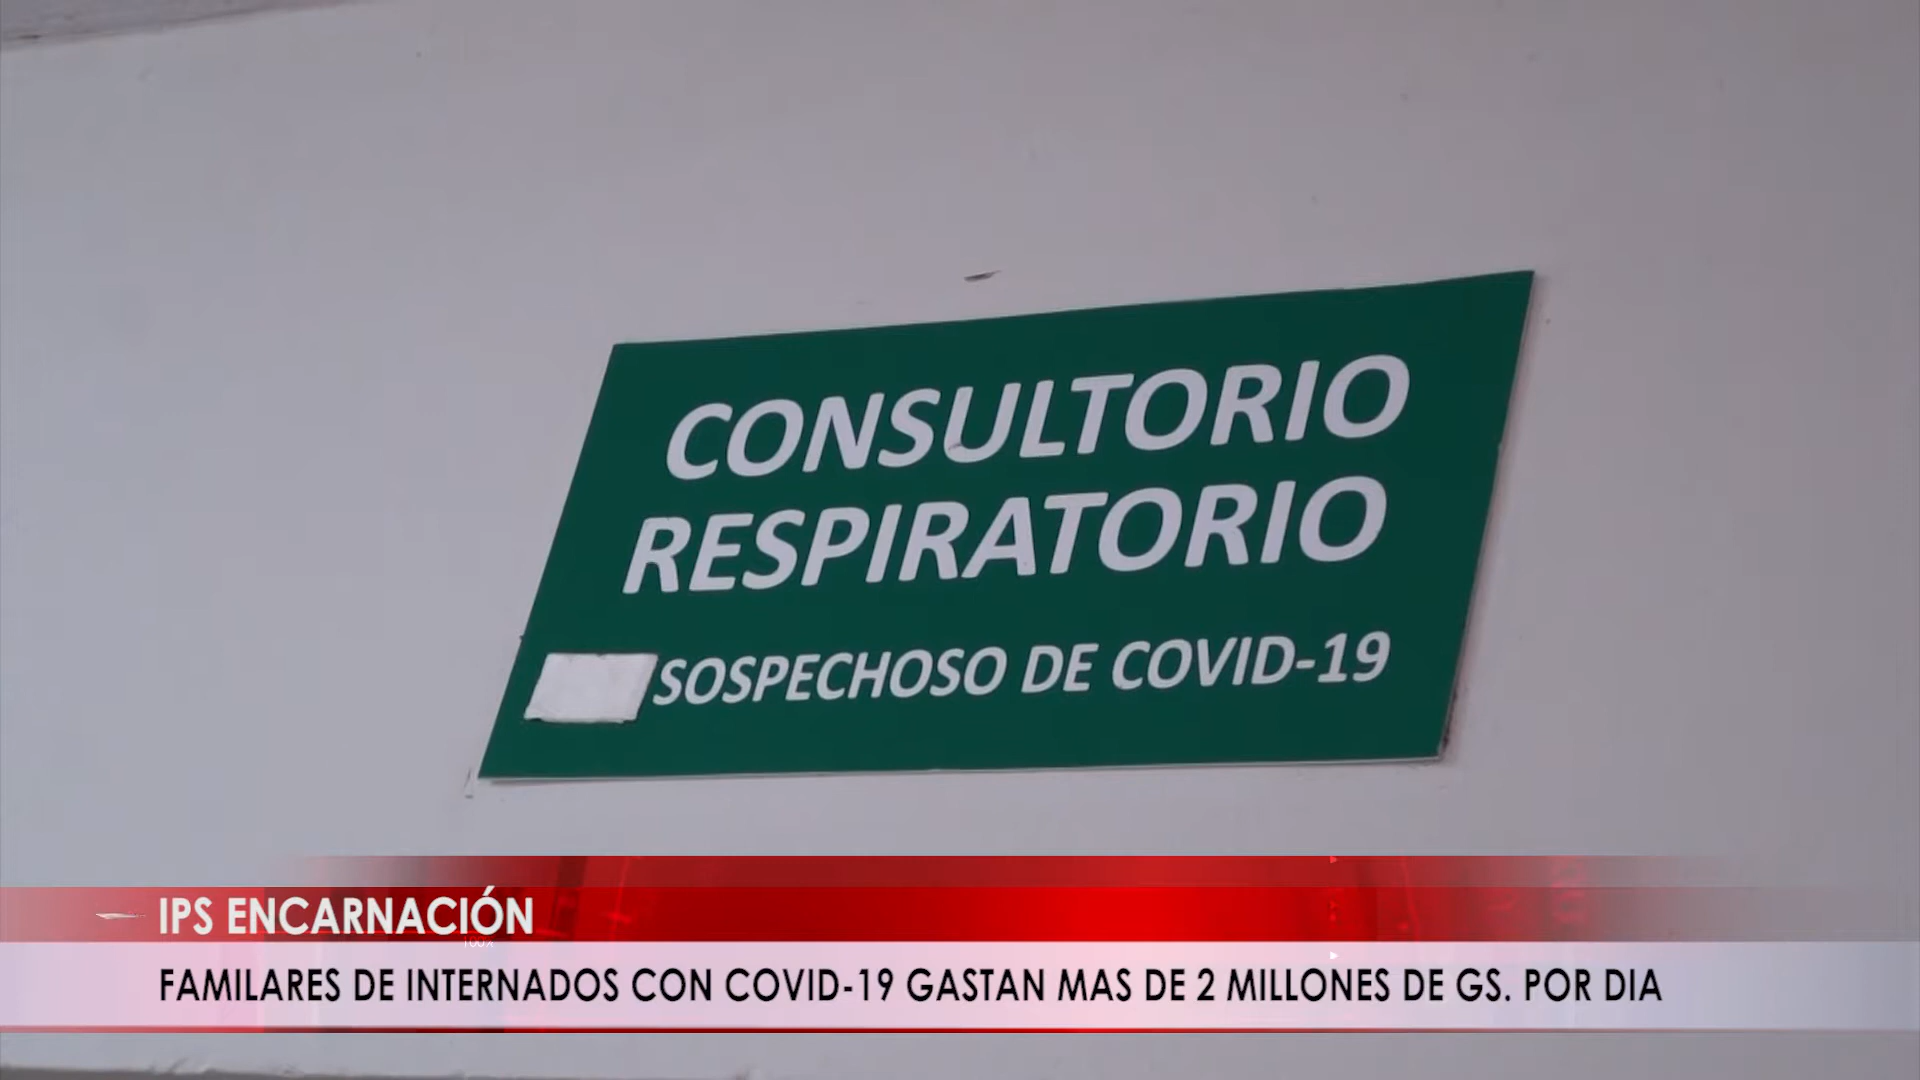 CONSULTORIO
RESPIRATORIO
SOSPECHOSO DE COVID-19
IPS ENCARNACIÓN
100%
FAMILARES DE INTERNADOS CON COVID-19 GASTAN MAS DE 2 MILLONES DE GS. POR DIA